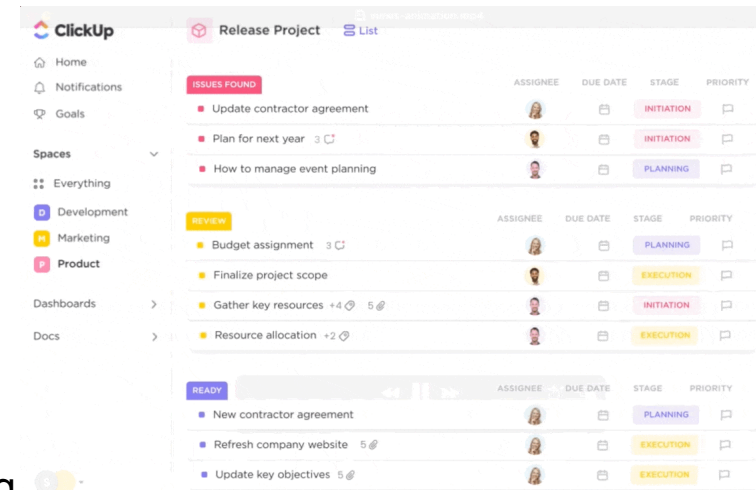 ClickUp
Home
Notifications
Goals
Spaces
Everything
D Development
M Marketing
P Product
Dashboards
Docs
S
Release Project List
ISSUES FOUND ASSIGNEE DUE DATE STAGE PRIORITY
Update contractor agreement INITIATION
Plan for next year 3 INITIATION
How to manage event planning PLANNING
REVIEW ASSIGNEE DUE DATE STAGE PRIORITY
Budget assignment 3 PLANNING
Finalize project scope EXECUTION
Gather key resources +4 5 INITIATION
Resource allocation +2 EXECUTION
READY ASSIGNEE DUE DATE STAGE PRIORITY
New contractor agreement PLANNING
Refresh company website 5 EXECUTION
Update key objectives 5 EXECUTION